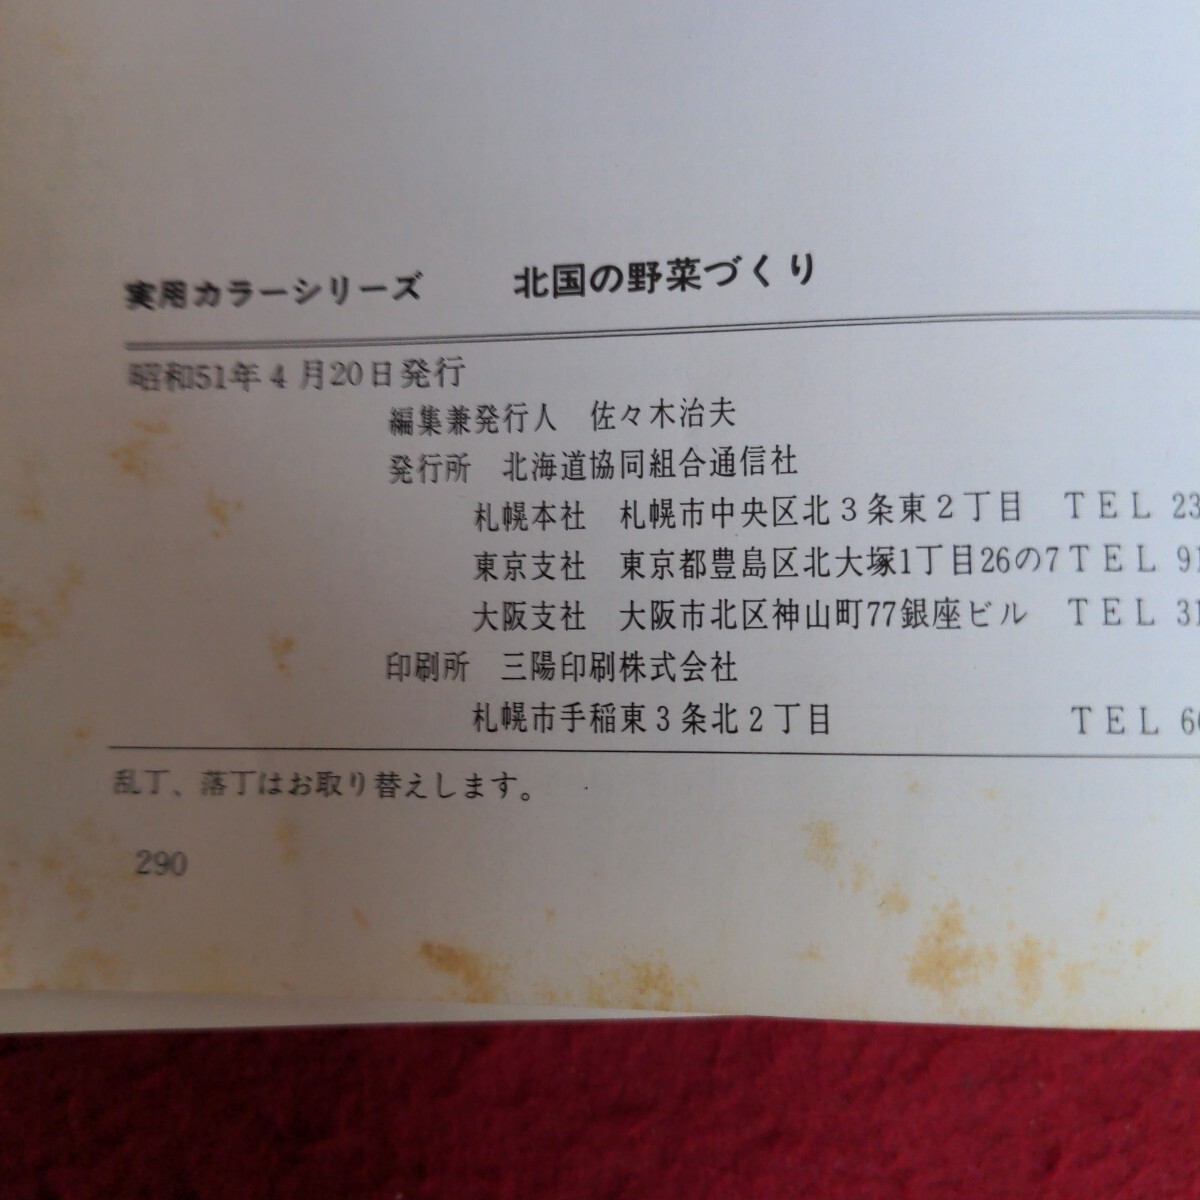 実用カラーシリーズ　北国の野菜づくり
昭和51年4月20日発行
編集兼発行人　佐々木治夫
発行所　北海道協同組合通信社
札幌本社　札幌市中央区北3条東2丁目　TEL 23
東京支社　東京都豊島区北大塚1丁目26の7 TEL 91
大阪支社　大阪市北区神山町77銀座ビル　TEL 31
印刷所　三陽印刷株式会社
札幌市手稲東3条北2丁目　TEL 66
乱丁、落丁はお取り替えします。
290